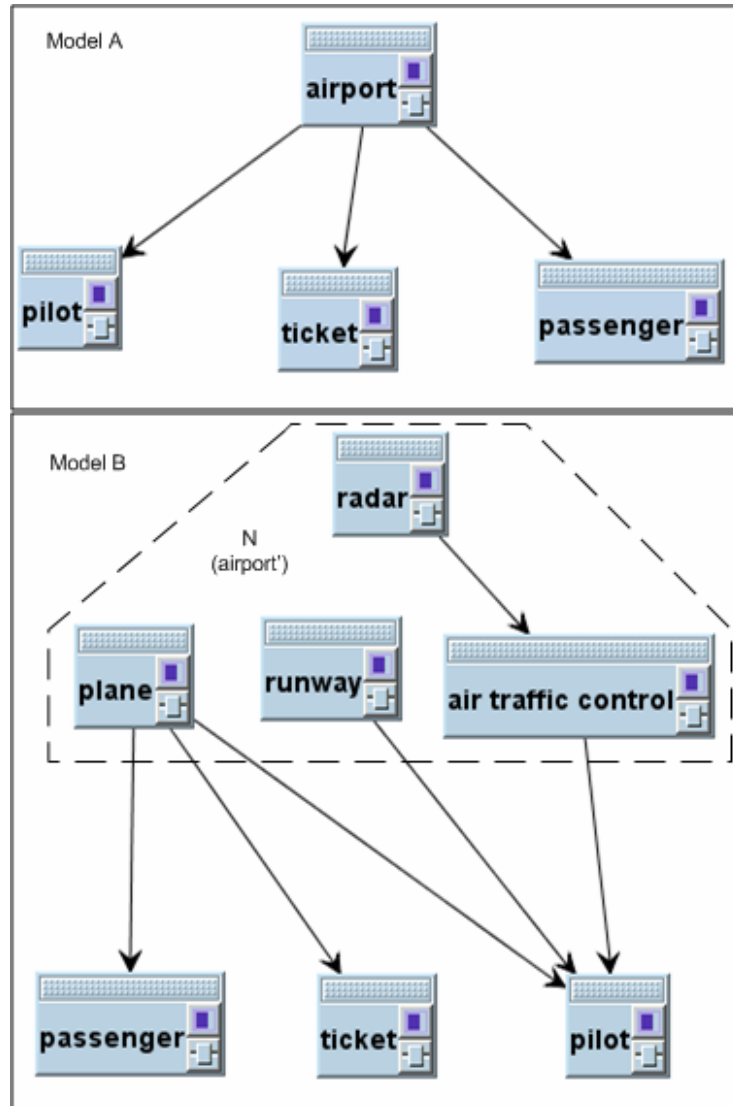 Model A
airport
pilot
ticket
passenger
Model B
radar
N
(airport')
plane
runway
air traffic control
passenger
ticket
pilot